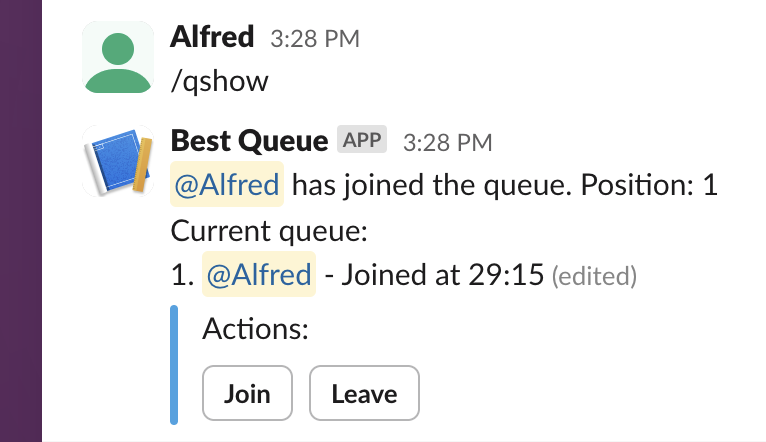 Alfred 3:28 PM
/qshow
Best Queue APP 3:28 PM
@Alfred has joined the queue. Position: 1
Current queue:
1. @Alfred - Joined at 29:15 (edited)
Actions:
Join Leave